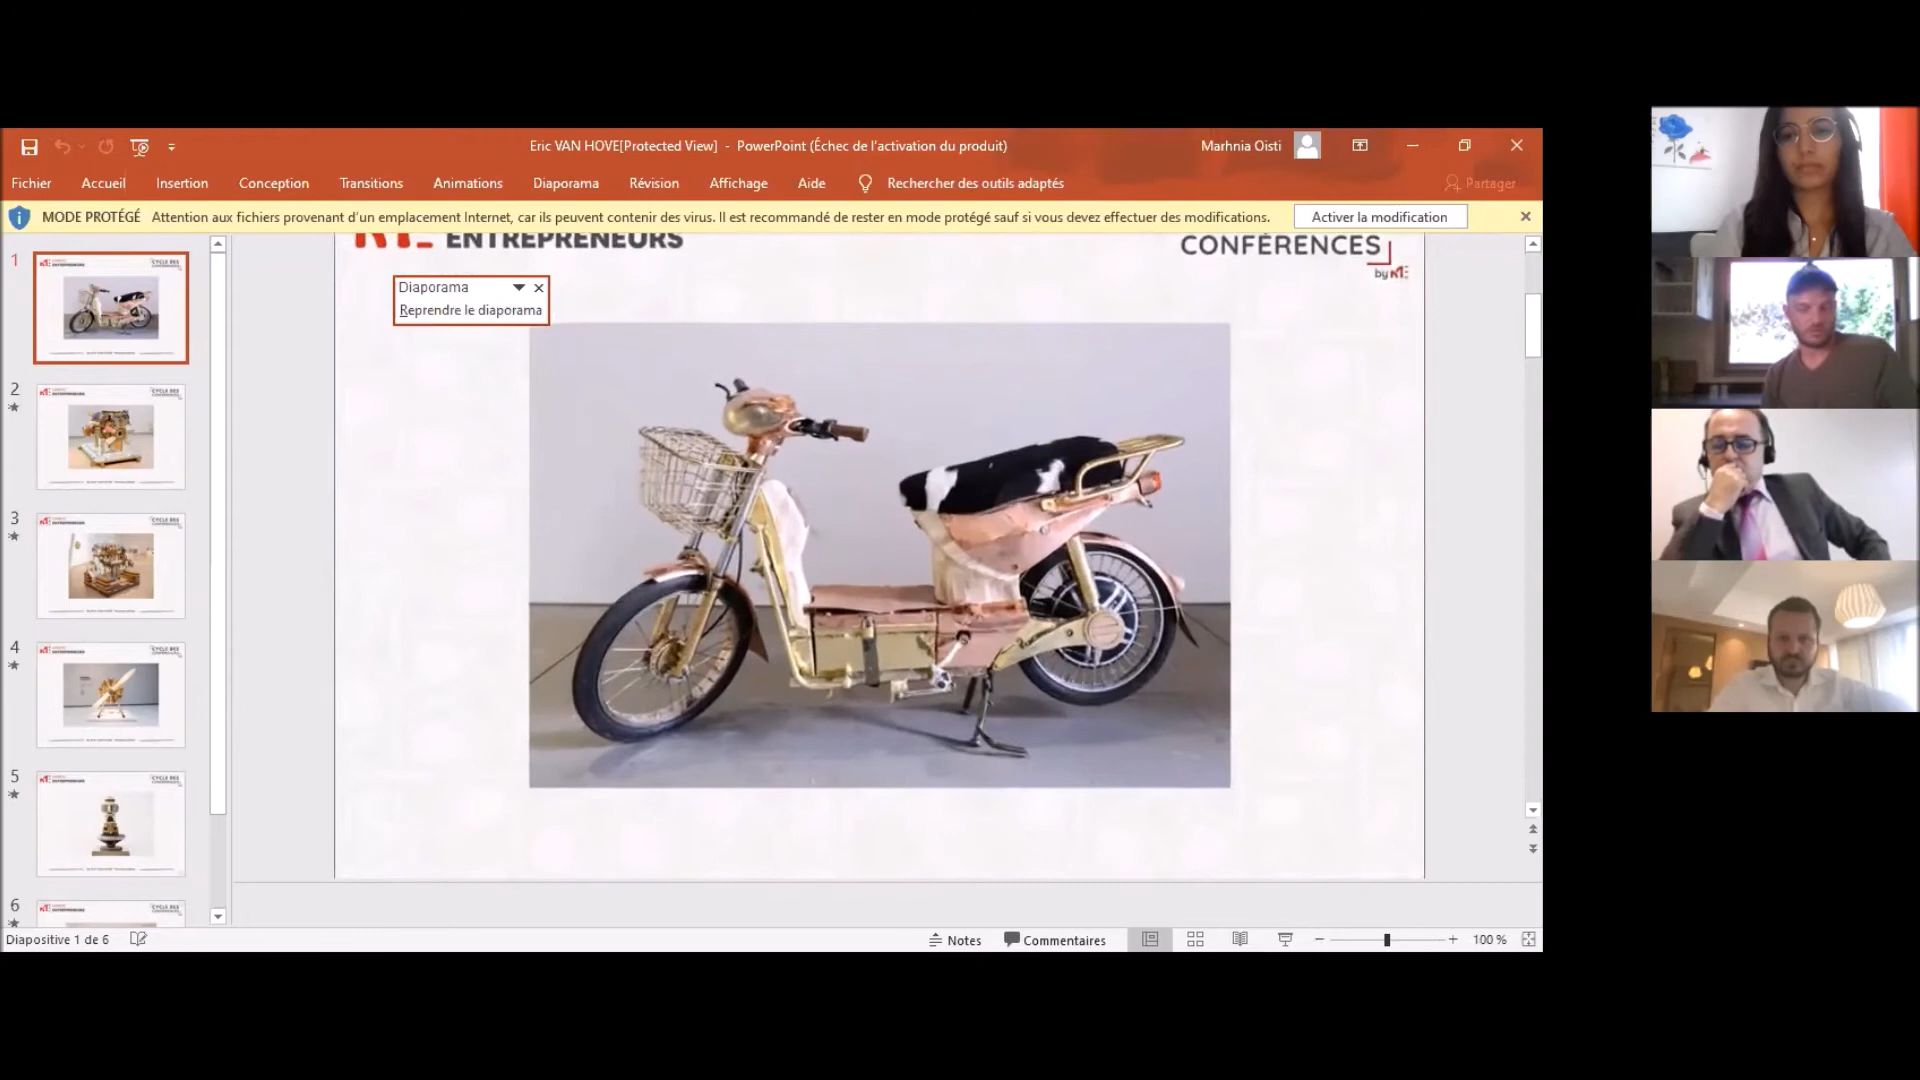 Eric VAN HOVE[Protected View] - PowerPoint (Échec de l'activation du produit)
Marhnia Oisti
Fichier Accueil Insertion Conception Transitions Animations Diaporama Révision Affichage Aide Rechercher des outils adaptés Partager
MODE PROTÉGÉ Attention aux fichiers provenant d'un emplacement Internet, car ils peuvent contenir des virus. Il est recommandé de rester en mode protégé sauf si vous devez effectuer des modifications. Activer la modification
1
2
3
4
5
6
ENTREPRENEURS
CONFÉRENCES
by
Diaporama
Reprendre le diaporama
Diapositive 1 de 6
Notes Commentaires 100 %